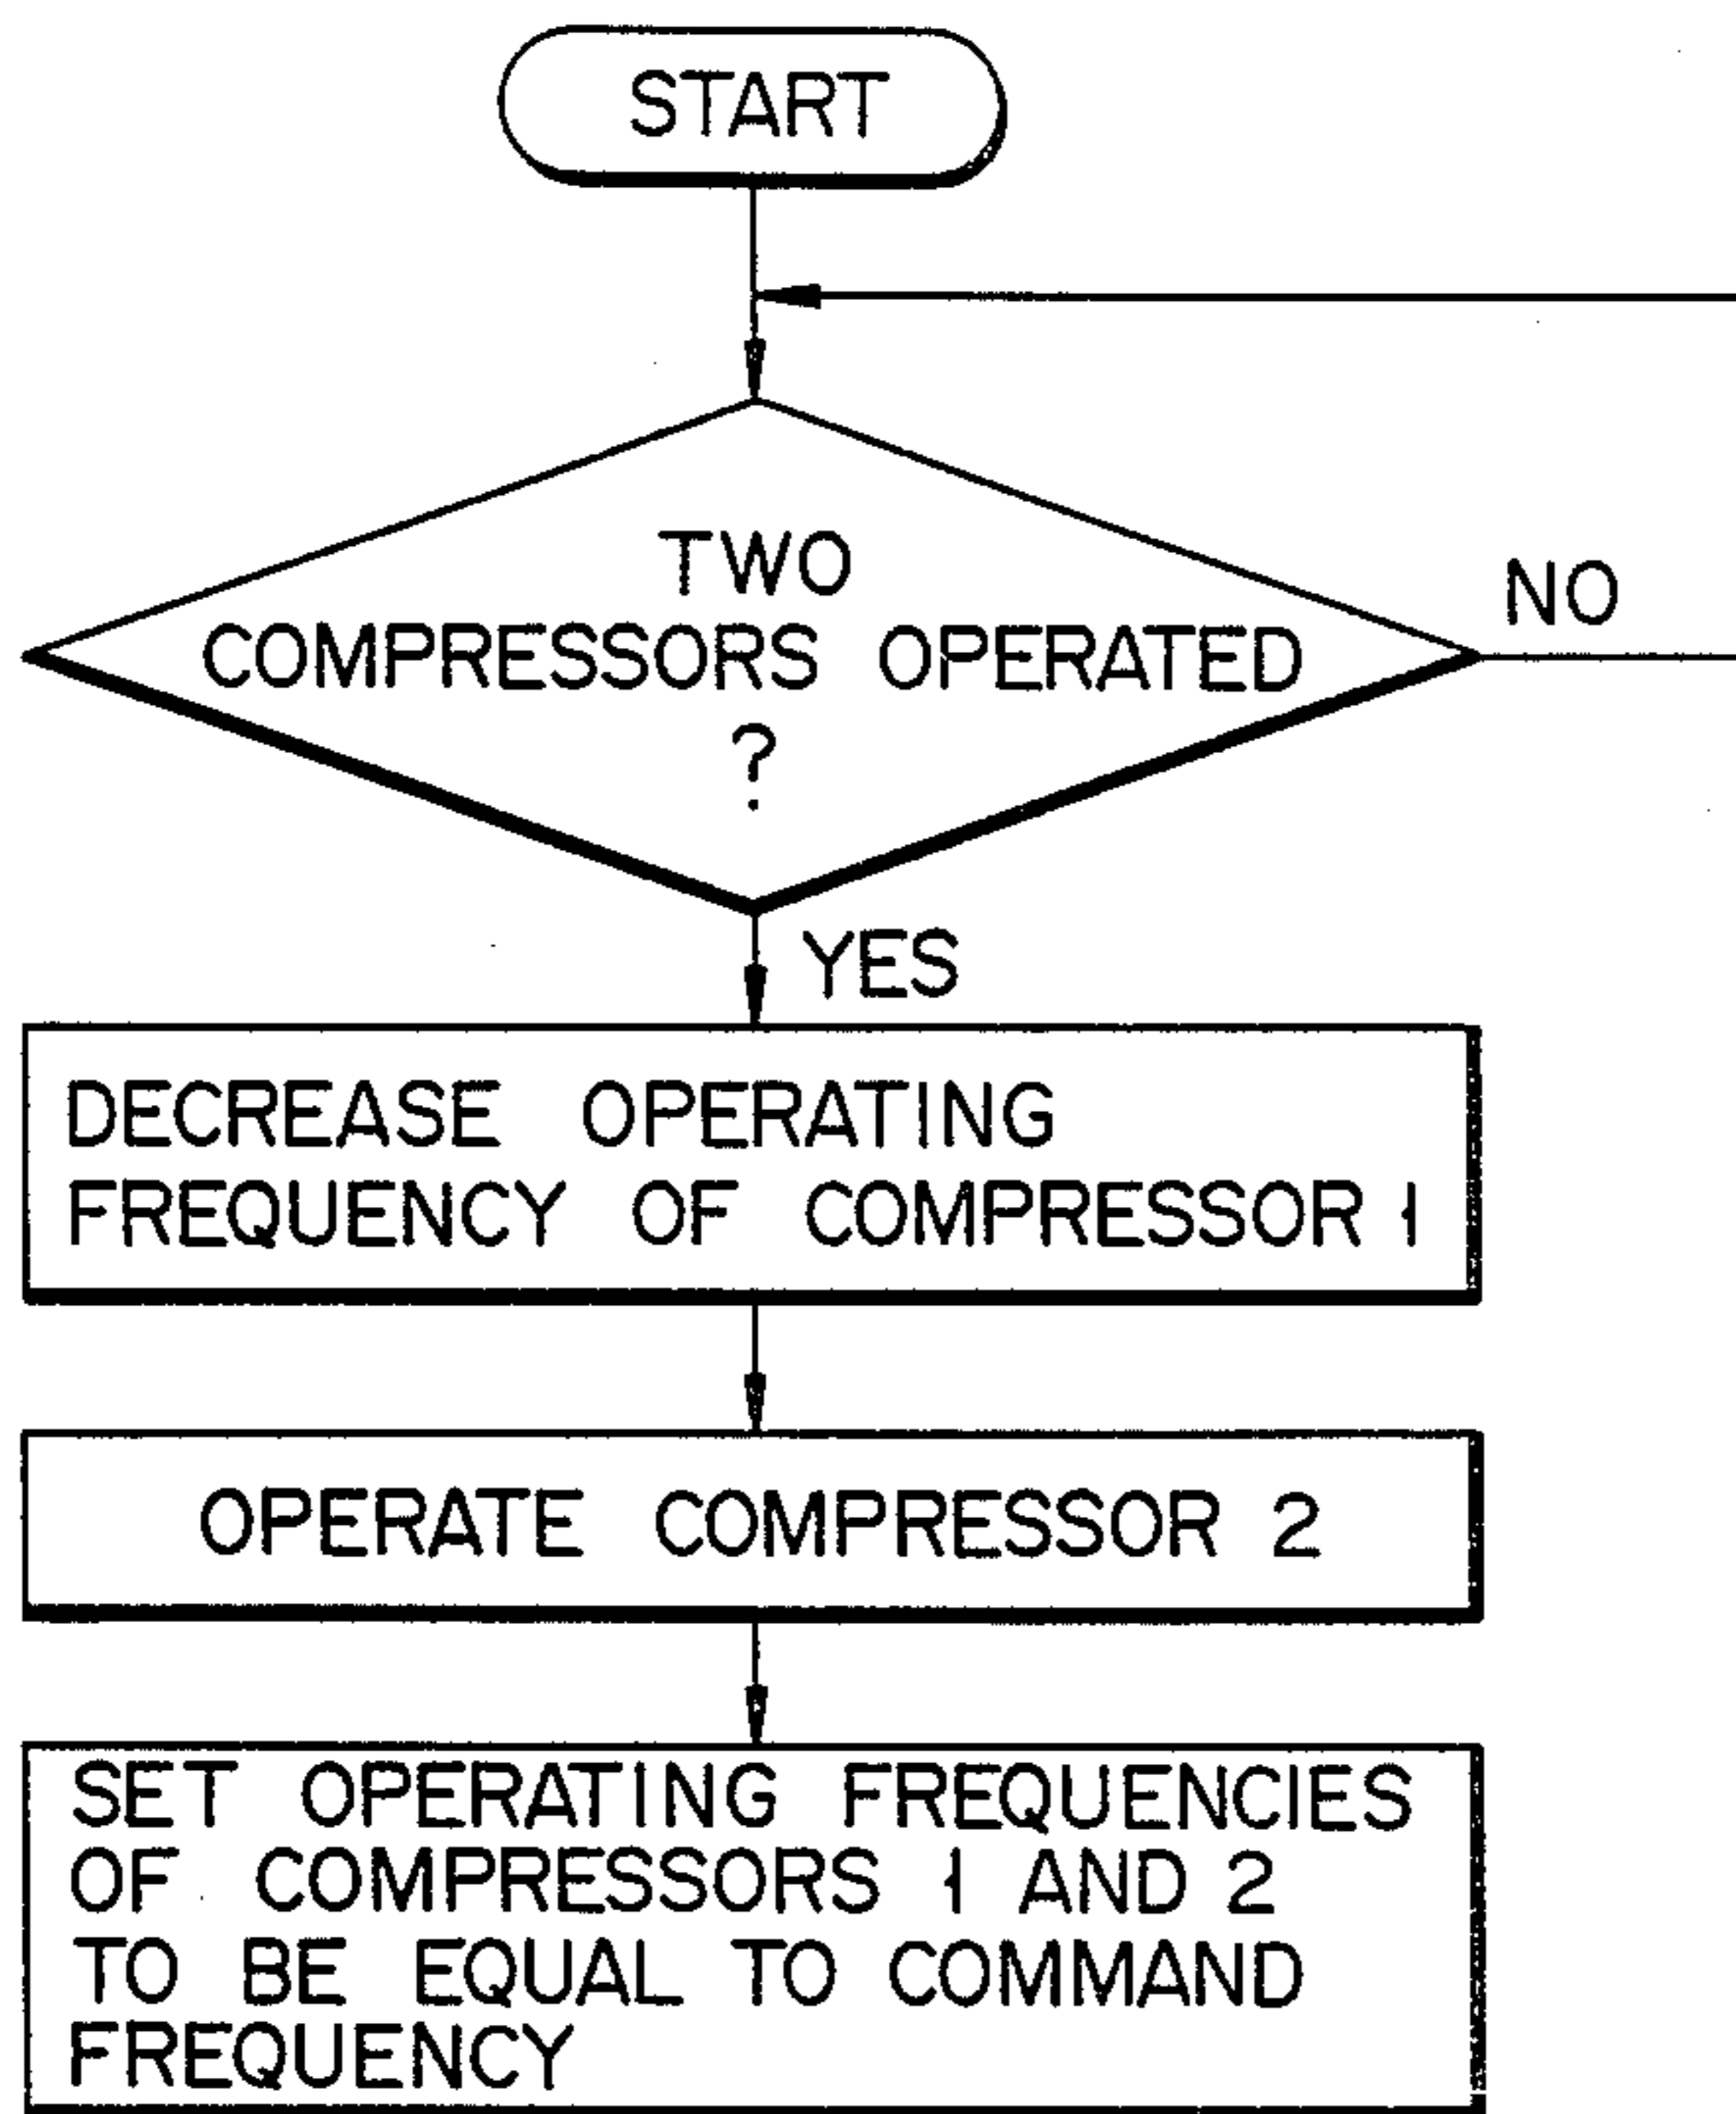 START
TWO
COMPRESSORS OPERATED
?
NO
YES
DECREASE OPERATING
FREQUENCY OF COMPRESSOR 1
OPERATE COMPRESSOR 2
SET OPERATING FREQUENCIES
OF COMPRESSORS 1 AND 2
TO BE EQUAL TO COMMAND
FREQUENCY